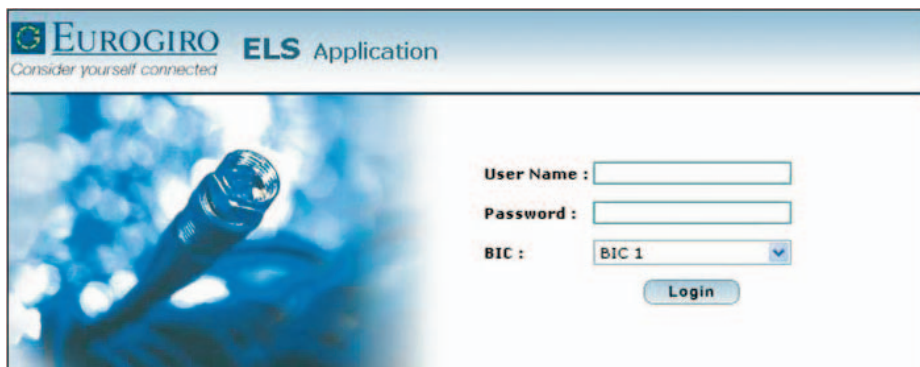 EUROGIRO
Consider yourself connected
ELS Application
User Name :
Password :
BIC :
BIC 1
Login